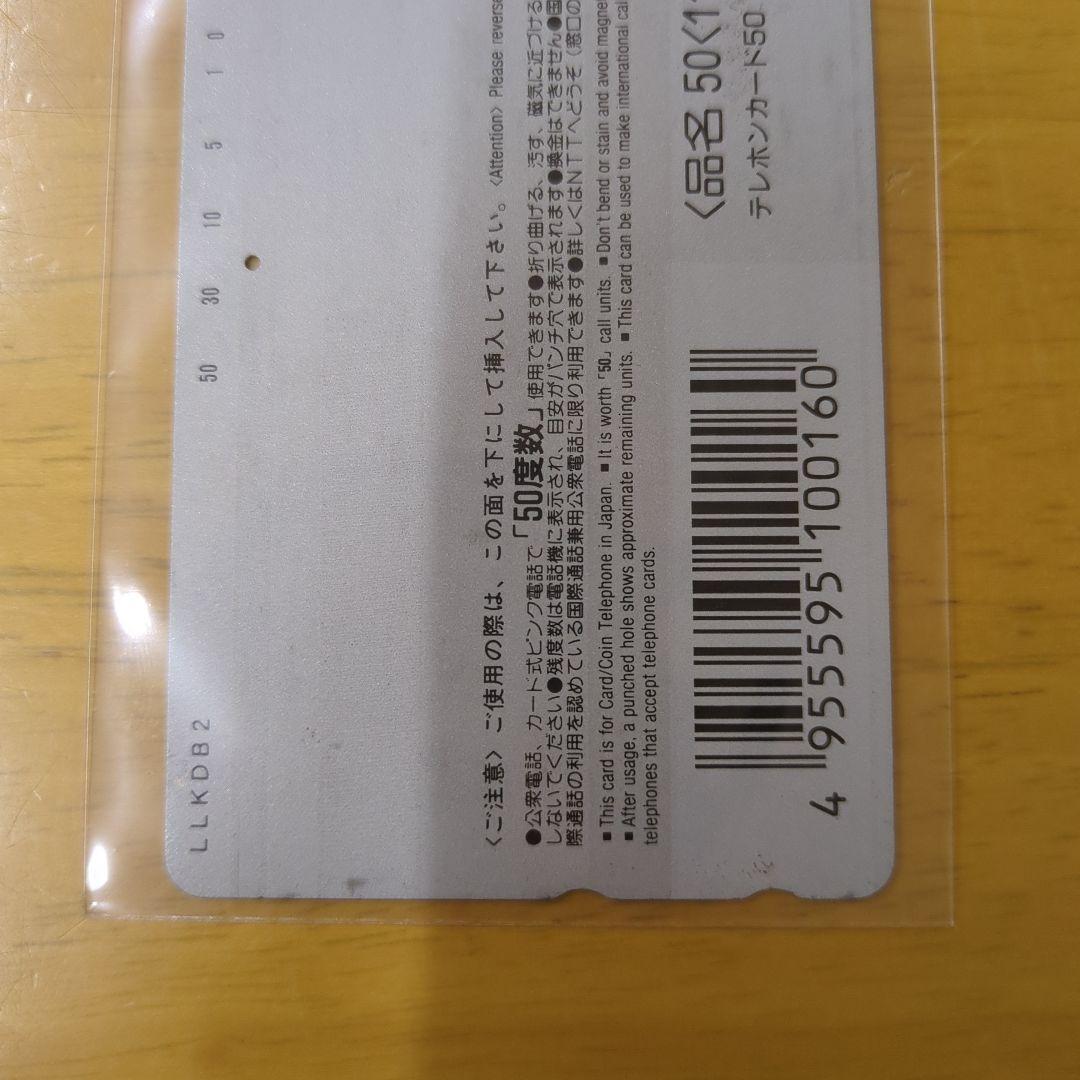 LLKDB2
50 30 10 5 1 0
〈ご注意〉ご使用の際は、この面を下にして挿入して下さい。〈Attention〉Please reverse
●公衆電話、カード式ピンク電話で「50度数」使用できます●折り曲げる、汚す、磁気に近づける
しないでください●残度数は電話機に表示され、目安がパンチ穴で表示されます●換金はできません●国
際通話の利用を認めている国際通話兼用公衆電話に限り利用できます●詳しくはNTTへどうぞ(窓口の
■This card is for Card/Coin Telephone in Japan. ■It is worth「50」call units. ■Don't bend or stain and avoid magne
■After usage, a punched hole shows approximate remaining units. ■This card can be used to make international cal
telephones that accept telephone cards.
〈品名 50〈11
テレホンカード50
4 955595 100160